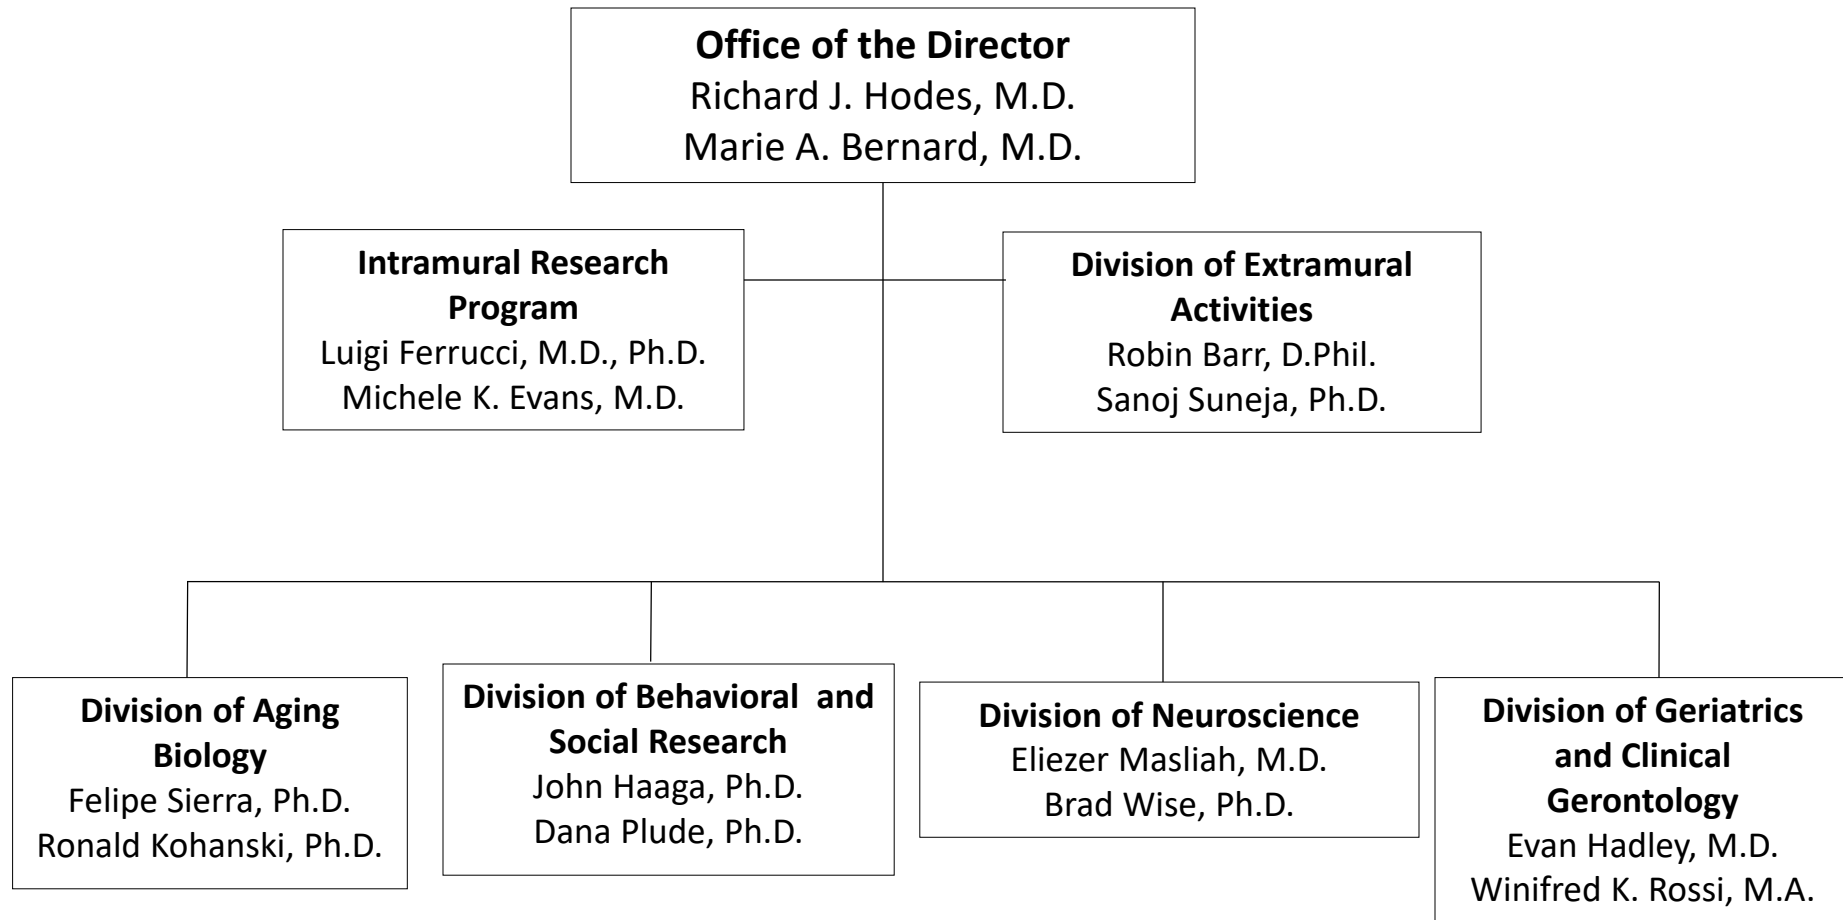 Office of the Director
Richard J. Hodes, M.D.
Marie A. Bernard, M.D.
Intramural Research
Program
Luigi Ferrucci, M.D., Ph.D.
Michele K. Evans, M.D.
Division of Extramural
Activities
Robin Barr, D.Phil.
Sanoj Suneja, Ph.D.
Division of Aging
Biology
Felipe Sierra, Ph.D.
Ronald Kohanski, Ph.D.
Division of Behavioral  and
Social Research
John Haaga, Ph.D.
Dana Plude, Ph.D.
Division of Neuroscience
Eliezer Masliah, M.D.
Brad Wise, Ph.D.
Division of Geriatrics
and Clinical
Gerontology
Evan Hadley, M.D.
Winifred K. Rossi, M.A.